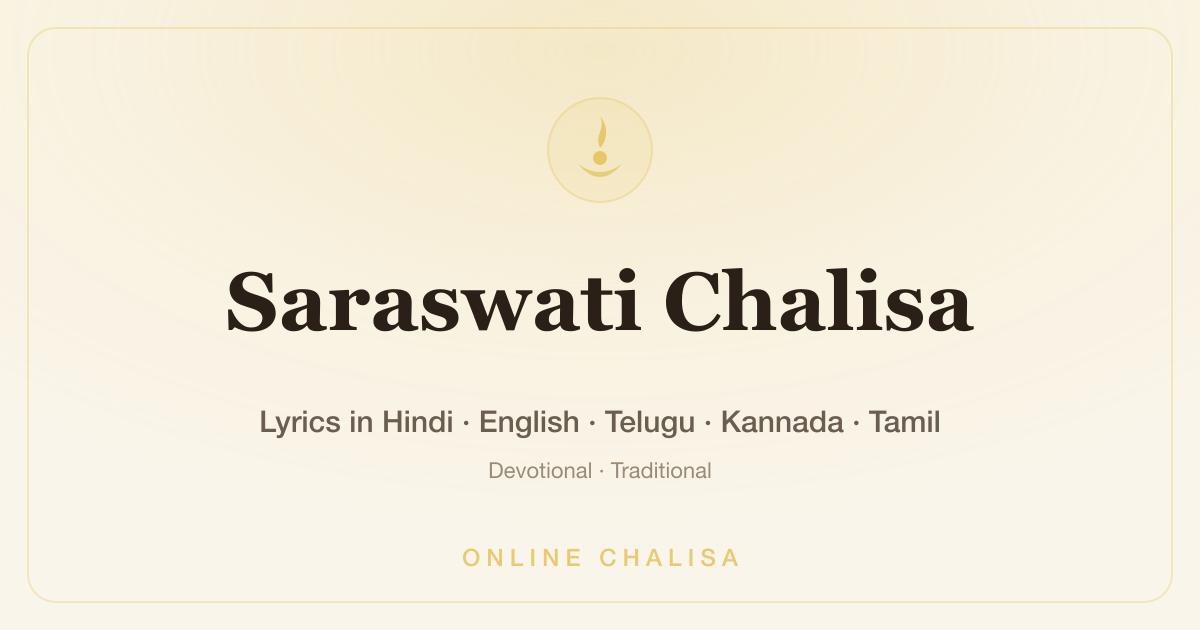 Saraswati Chalisa
Lyrics in Hindi · English · Telugu · Kannada · Tamil
Devotional · Traditional
ONLINE CHALISA